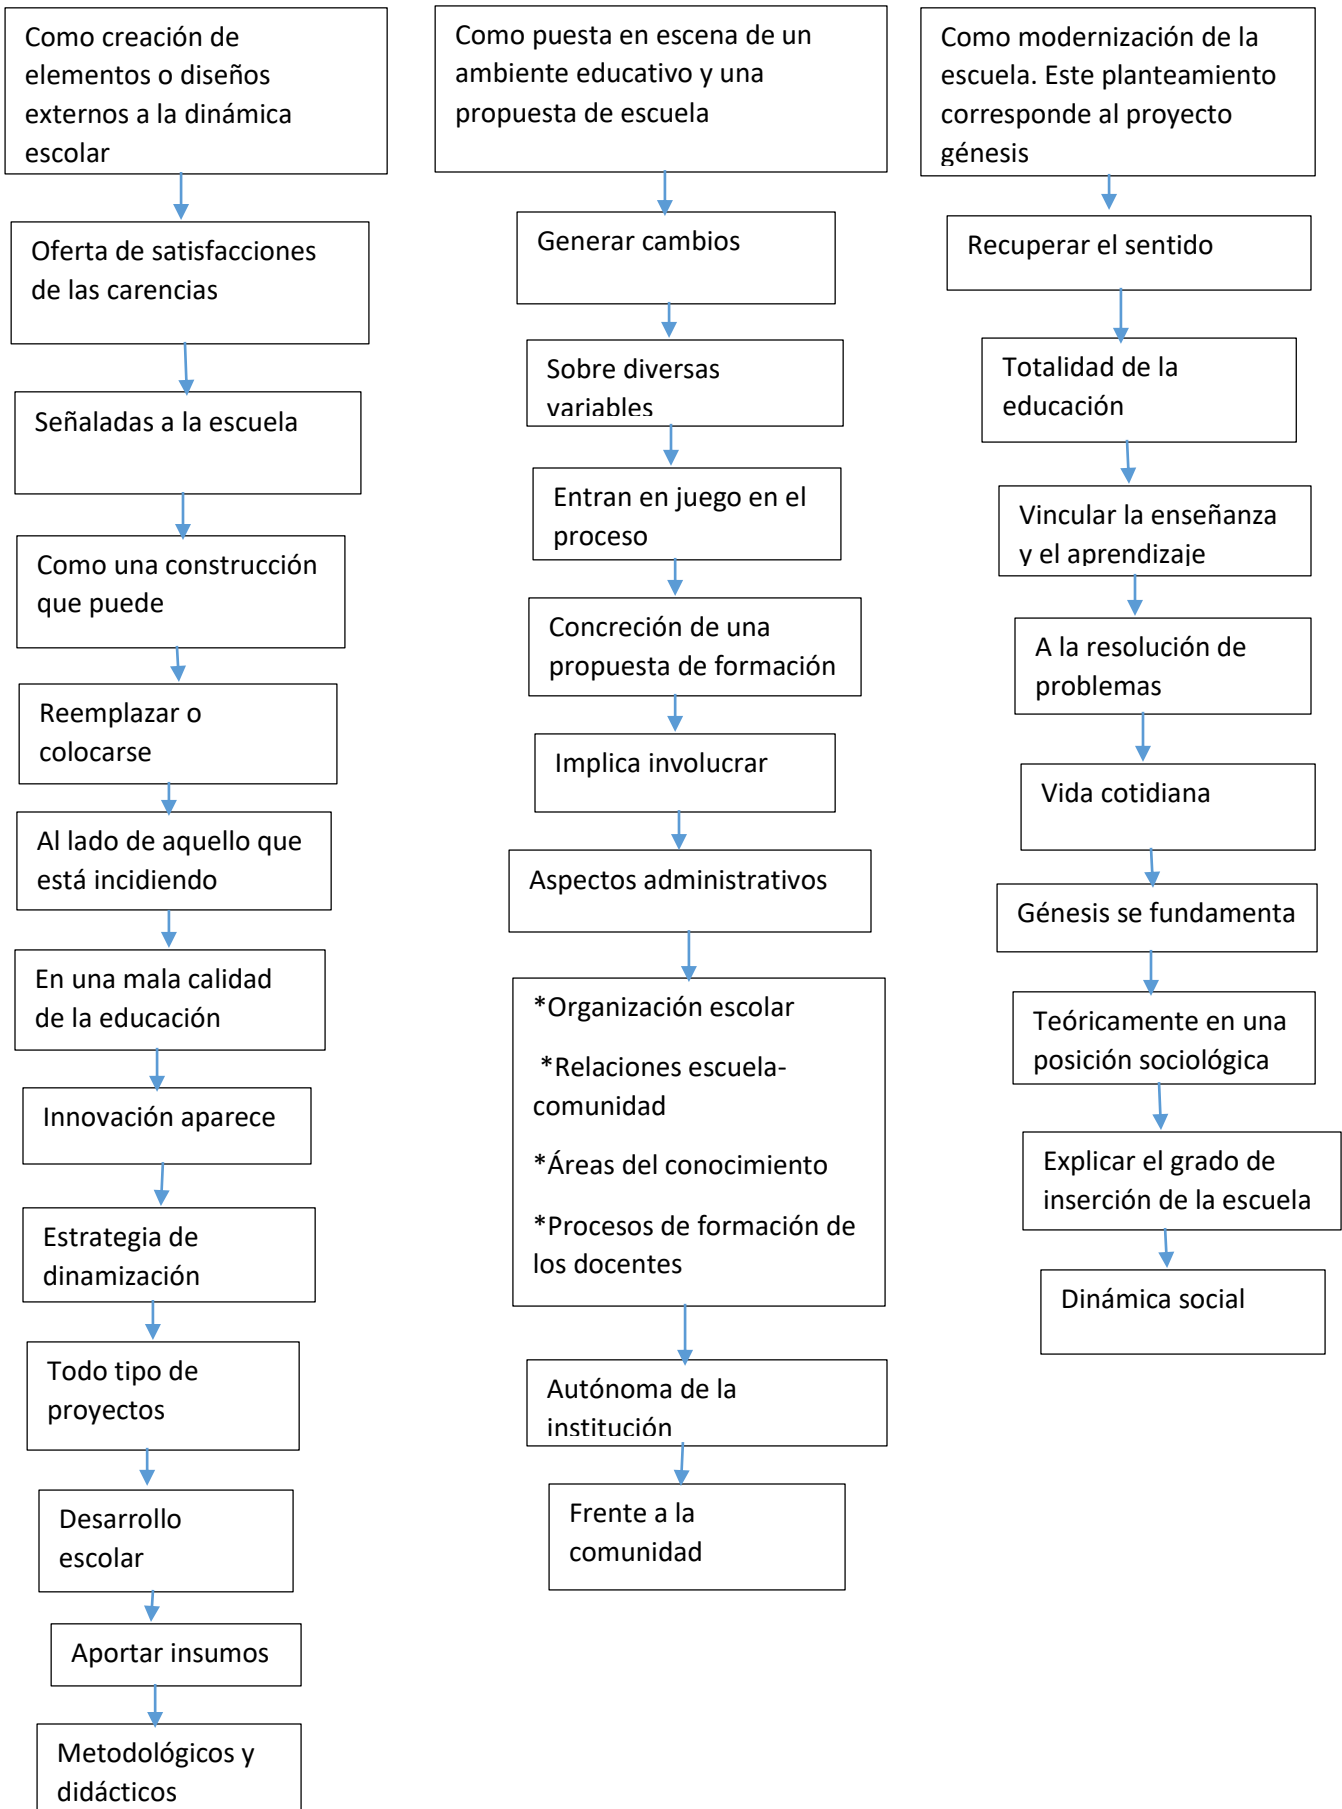 Como creación de
elementos o diseños
externos a la dinámica
escolar
Oferta de satisfacciones
de las carencias
Señaladas a la escuela
Como una construcción
que puede
Reemplazar o
colocarse
Al lado de aquello que
está incidiendo
En una mala calidad
de la educación
Innovación aparece
Estrategia de
dinamización
Todo tipo de
proyectos
Desarrollo
escolar
Aportar insumos
Metodológicos y
didácticos
Como puesta en escena de un
ambiente educativo y una
propuesta de escuela
Generar cambios
Sobre diversas
variables
Entran en juego en el
proceso
Concreción de una
propuesta de formación
Implica involucrar
Aspectos administrativos
*Organización escolar
*Relaciones escuela-
comunidad
*Áreas del conocimiento
*Procesos de formación de
los docentes
Autónoma de la
institución
Frente a la
comunidad
Como modernización de la
escuela. Este planteamiento
corresponde al proyecto
génesis
Recuperar el sentido
Totalidad de la
educación
Vincular la enseñanza
y el aprendizaje
A la resolución de
problemas
Vida cotidiana
Génesis se fundamenta
Teóricamente en una
posición sociológica
Explicar el grado de
inserción de la escuela
Dinámica social